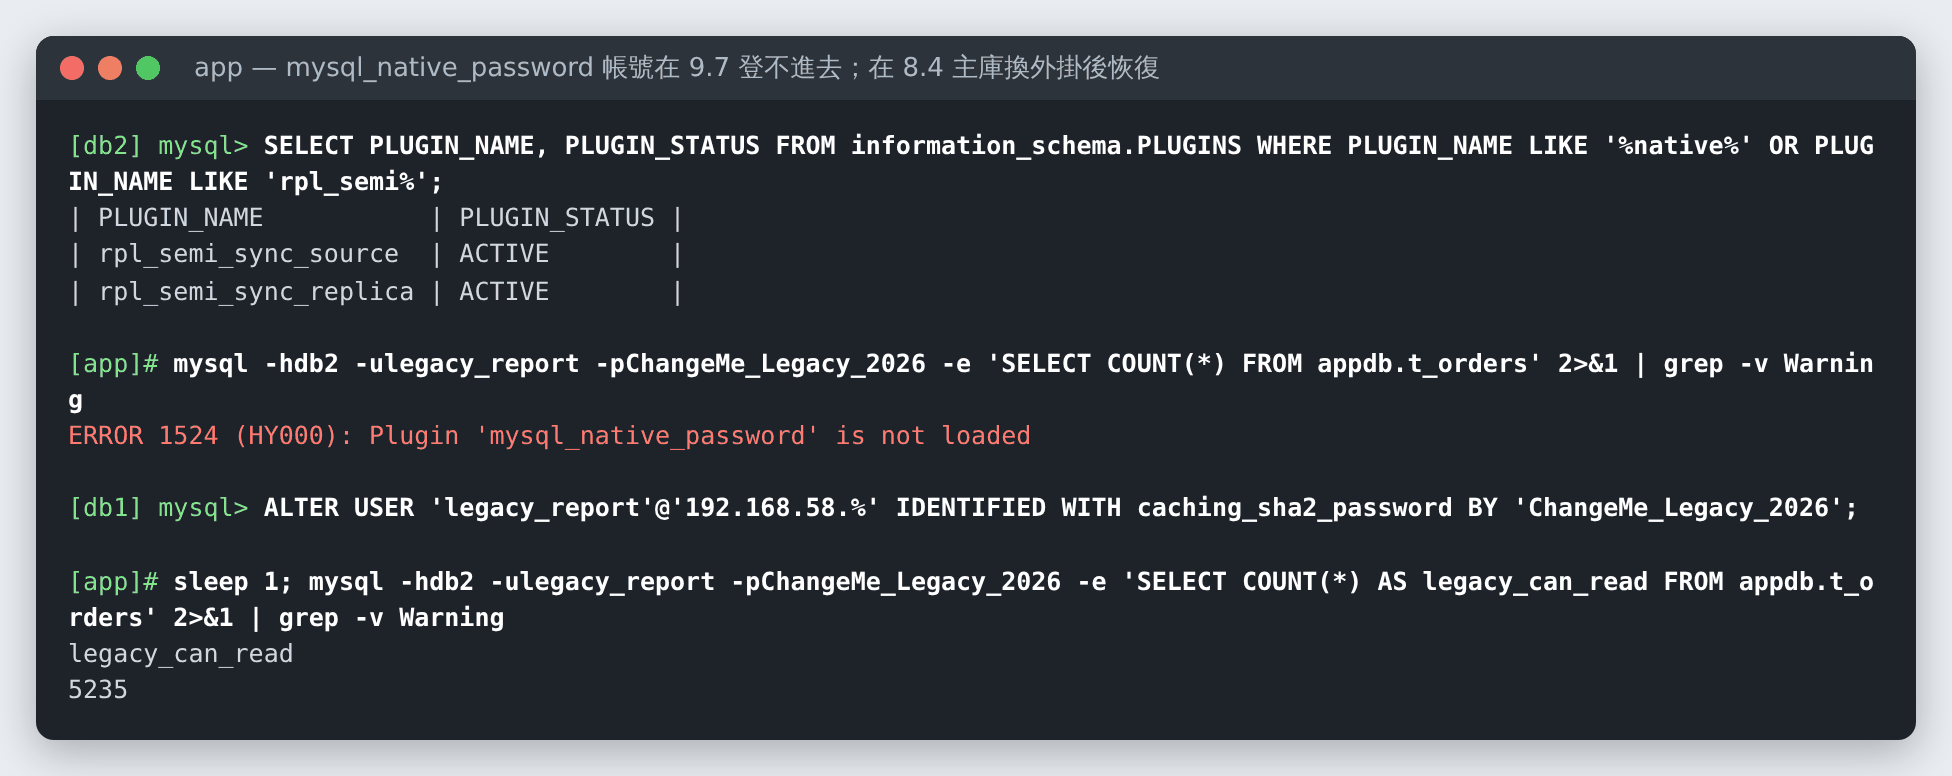 app — mysql_native_password 帳號在 9.7 登不進去；在 8.4 主庫換外掛後恢復
[db2] mysql> SELECT PLUGIN_NAME, PLUGIN_STATUS FROM information_schema.PLUGINS WHERE PLUGIN_NAME LIKE '%native%' OR PLUG
IN_NAME LIKE 'rpl_semi%';
| PLUGIN_NAME           | PLUGIN_STATUS |
| rpl_semi_sync_source  | ACTIVE        |
| rpl_semi_sync_replica | ACTIVE        |
[app]# mysql -hdb2 -ulegacy_report -pChangeMe_Legacy_2026 -e 'SELECT COUNT(*) FROM appdb.t_orders' 2>&1 | grep -v Warnin
g
ERROR 1524 (HY000): Plugin 'mysql_native_password' is not loaded
[db1] mysql> ALTER USER 'legacy_report'@'192.168.58.%' IDENTIFIED WITH caching_sha2_password BY 'ChangeMe_Legacy_2026';
[app]# sleep 1; mysql -hdb2 -ulegacy_report -pChangeMe_Legacy_2026 -e 'SELECT COUNT(*) AS legacy_can_read FROM appdb.t_o
rders' 2>&1 | grep -v Warning
legacy_can_read
5235